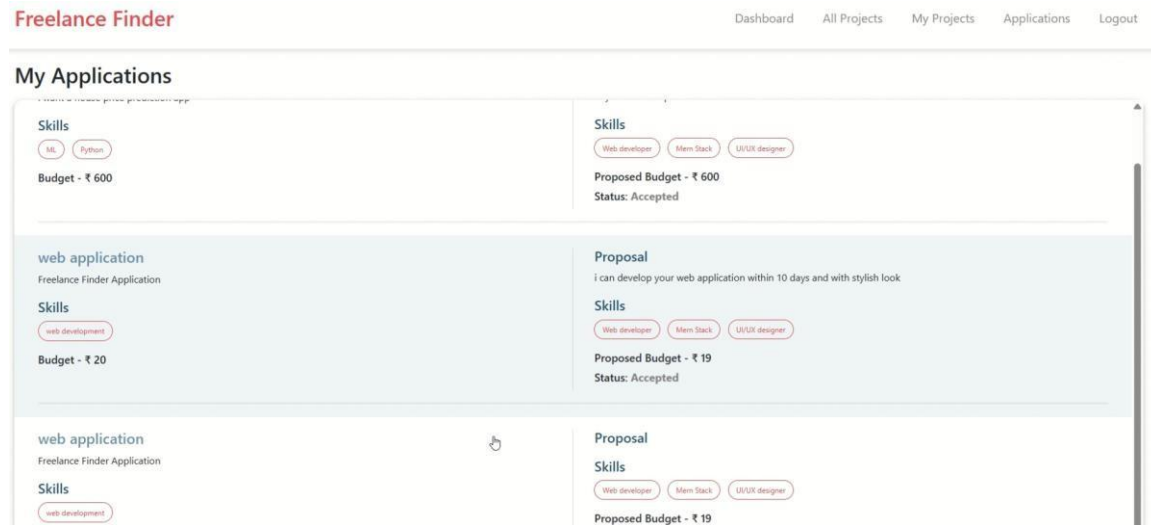 Freelance Finder
Dashboard All Projects My Projects Applications Logout
My Applications
Skills
ML Python
Budget - ₹ 600
Skills
Web developer Mern Stack UI/UX designer
Proposed Budget - ₹ 600
Status: Accepted
web application
Freelance Finder Application
Skills
web development
Budget - ₹ 20
Proposal
i can develop your web application within 10 days and with stylish look
Skills
Web developer Mern Stack UI/UX designer
Proposed Budget - ₹ 19
Status: Accepted
web application
Freelance Finder Application
Skills
web development
Proposal
Skills
Web developer Mern Stack UI/UX designer
Proposed Budget - ₹ 19